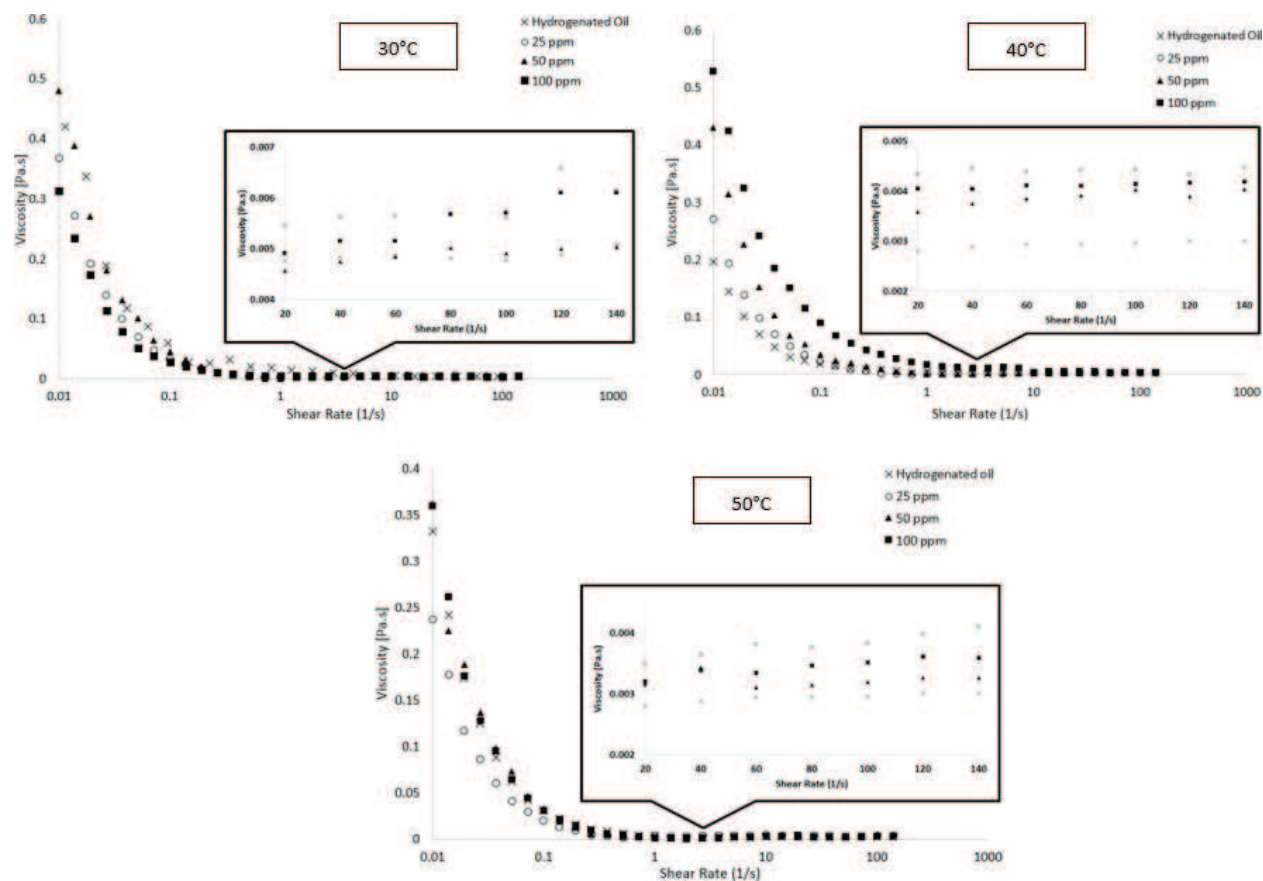 0.6
0.5
0.4
0.3
0.2
0.1
0
Viscosity [Pa.s]
0.01
0.1
1
10
100
1000
Shear Rate (1/s)
30°C
Hydrogenated Oil
25 ppm
50 ppm
100 ppm
0.007
0.006
0.005
0.004
Viscosity (Pa.s)
20
40
60
80
100
120
140
Shear Rate (1/s)
0.6
0.5
0.4
0.3
0.2
0.1
0
Viscosity [Pa.s]
0.01
0.1
1
10
100
1000
Shear Rate (1/s)
40°C
Hydrogenated Oil
25 ppm
50 ppm
100 ppm
0.005
0.004
0.003
0.002
Viscosity (Pa.s)
20
40
60
80
100
120
140
Shear Rate (1/s)
0.4
0.35
0.3
0.25
0.2
0.15
0.1
0.05
0
Viscosity [Pa.s]
0.01
0.1
1
10
100
1000
Shear Rate (1/s)
50°C
Hydrogenated oil
25 ppm
50 ppm
100 ppm
0.004
0.003
0.002
Viscosity (Pa.s)
20
40
60
80
100
120
140
Shear Rate (1/s)